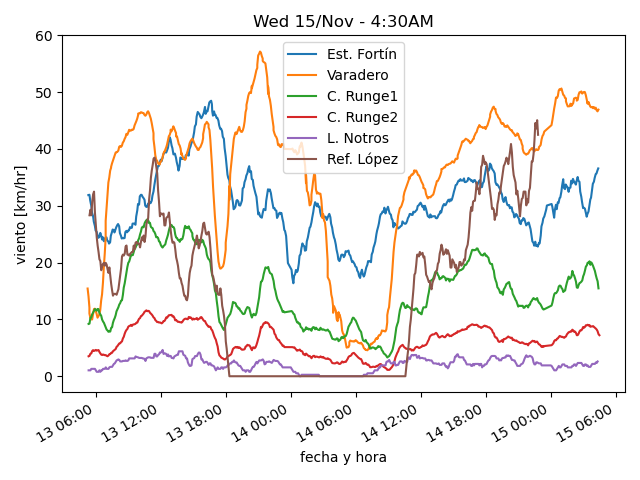 Wed 15/Nov - 4:30AM
60
50
40
30
20
10
0
viento [km/hr]
Est. Fortín
Varadero
C. Runge1
C. Runge2
L. Notros
Ref. López
13 06:00
13 12:00
13 18:00
14 00:00
14 06:00
14 12:00
14 18:00
15 00:00
15 06:00
fecha y hora